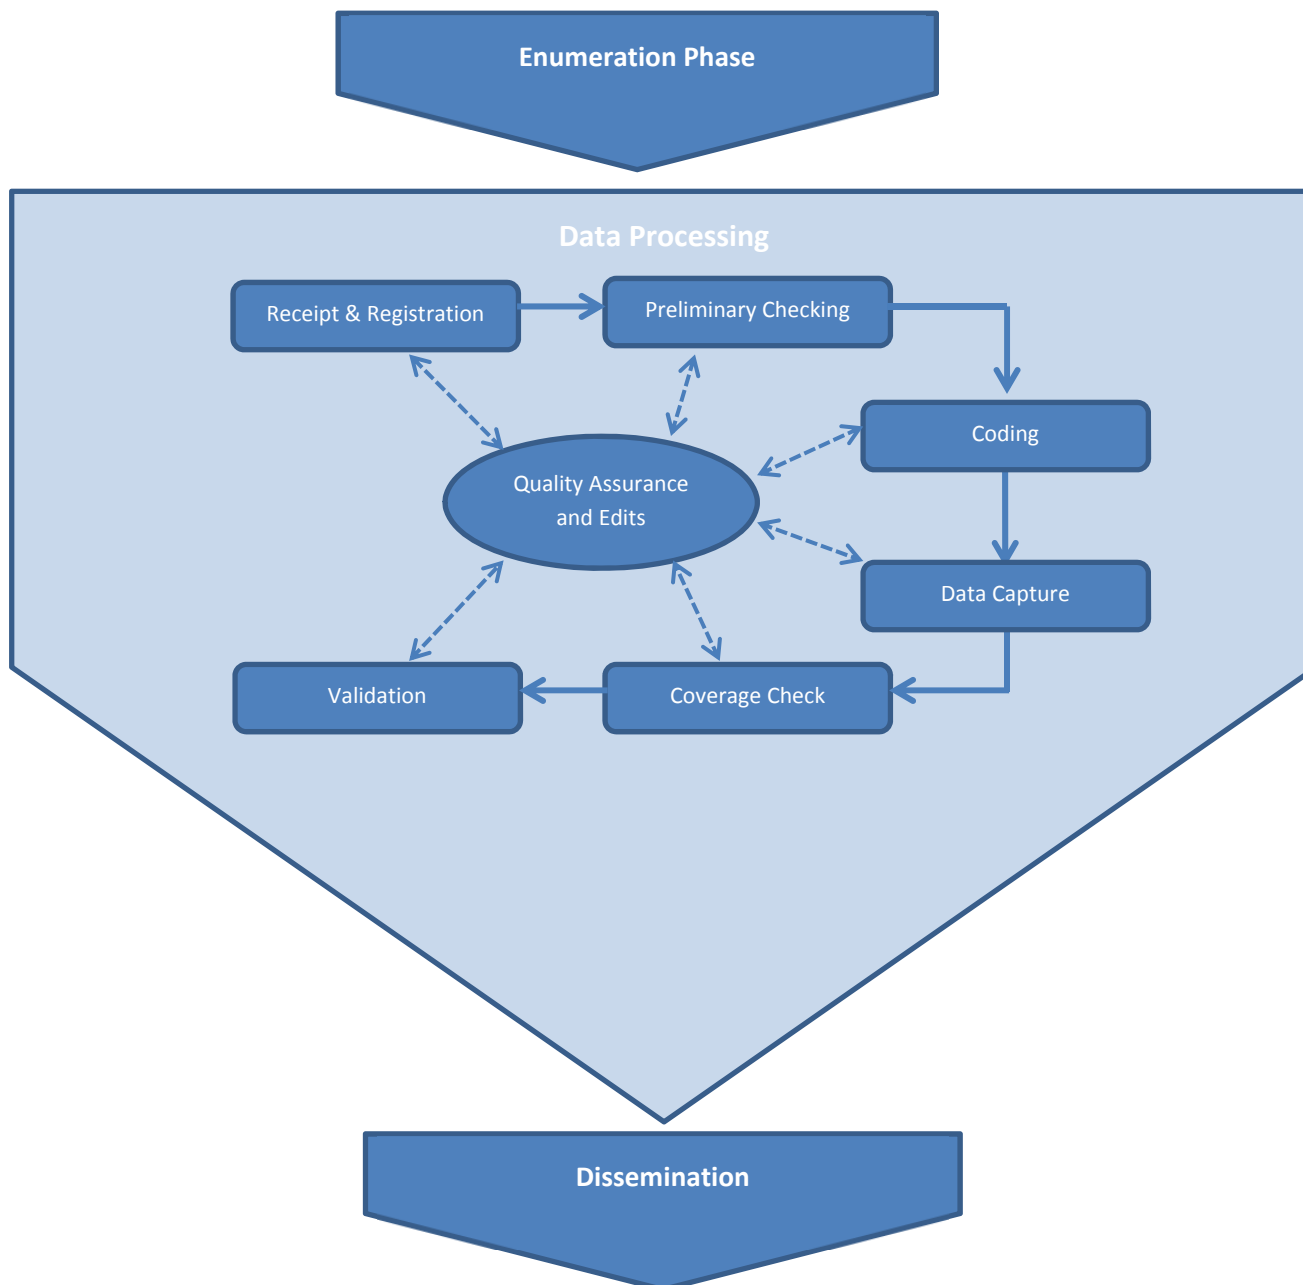 Enumeration Phase
Data Processing
Receipt & Registration
Preliminary Checking
Coding
Quality Assurance
and Edits
Data Capture
Validation
Coverage Check
Dissemination